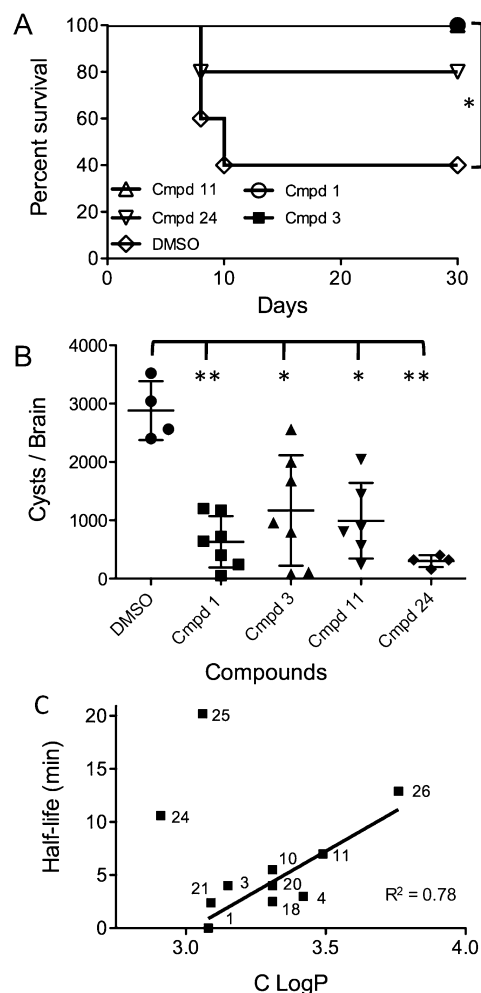 A
Percent survival
100
80
60
40
20
0
Cmpd 11
Cmpd 1
Cmpd 24
Cmpd 3
DMSO
*
0
10
20
30
Days
B
Cysts / Brain
4000
3000
2000
1000
0
** * * **
DMSO
Cmpd 1
Cmpd 3
Cmpd 11
Cmpd 24
Compounds
C
Half-life (min)
20
15
10
5
0
25
24
26
21
3
10
11
20
18
4
1
R² = 0.78
3.0
3.5
4.0
C LogP